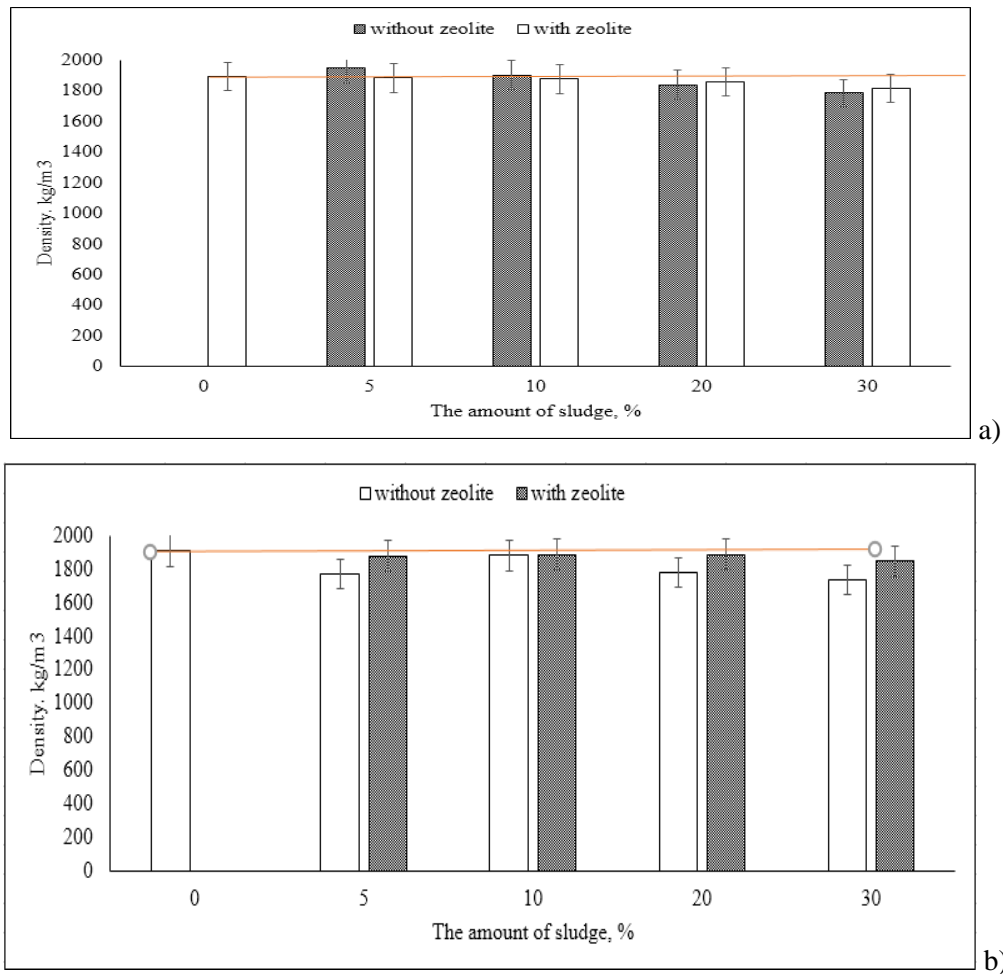 without zeolite with zeolite
2000
1800
1600
1400
1200
1000
800
600
400
200
0
Density. kg/m3
0 5 10 20 30
The amount of sludge, %
a)
without zeolite with zeolite
2000
1800
1600
1400
1200
1000
800
600
400
200
0
Density. kg/m3
0 5 10 20 30
The amount of sludge, %
b)